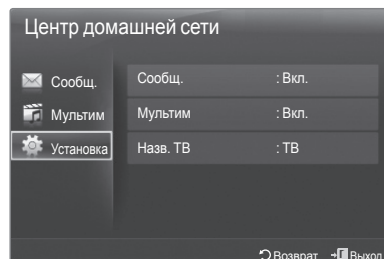 Центр домашней сети
Сообщ.
Мультим
Установка
Сообщ. : Вкл.
Мультим : Вкл.
Назв. ТВ : ТВ
Возврат Выход